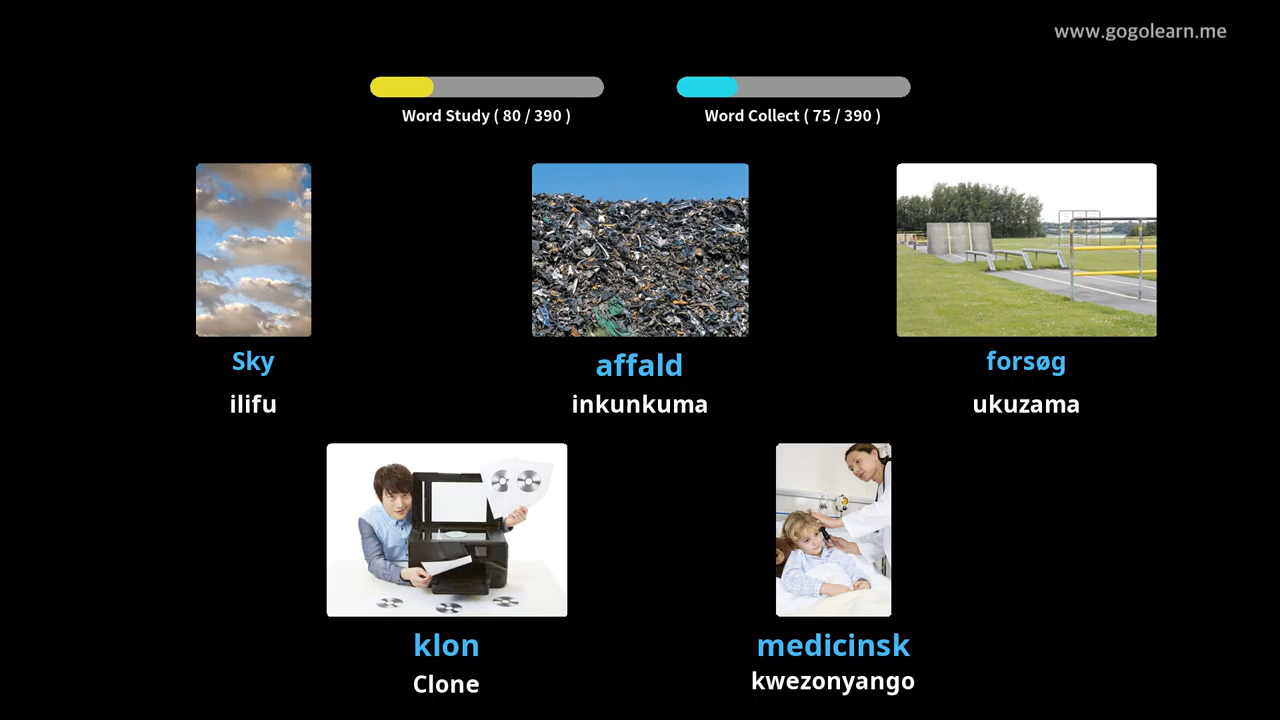 www.gogolearn.me
Word Study ( 80 / 390 )
Word Collect ( 75 / 390 )
Sky
ilifu
affald
inkunkuma
forsøg
ukuzama
klon
Clone
medicinsk
kwezonyango